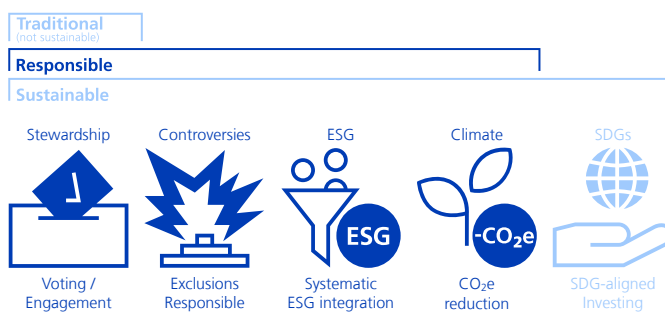 Traditional
(not sustainable)
Responsible
Sustainable
Stewardship Controversies ESG Climate SDGs
ESG -CO₂e
Voting / Exclusions Systematic CO₂e SDG-aligned
Engagement Responsible ESG integration reduction Investing